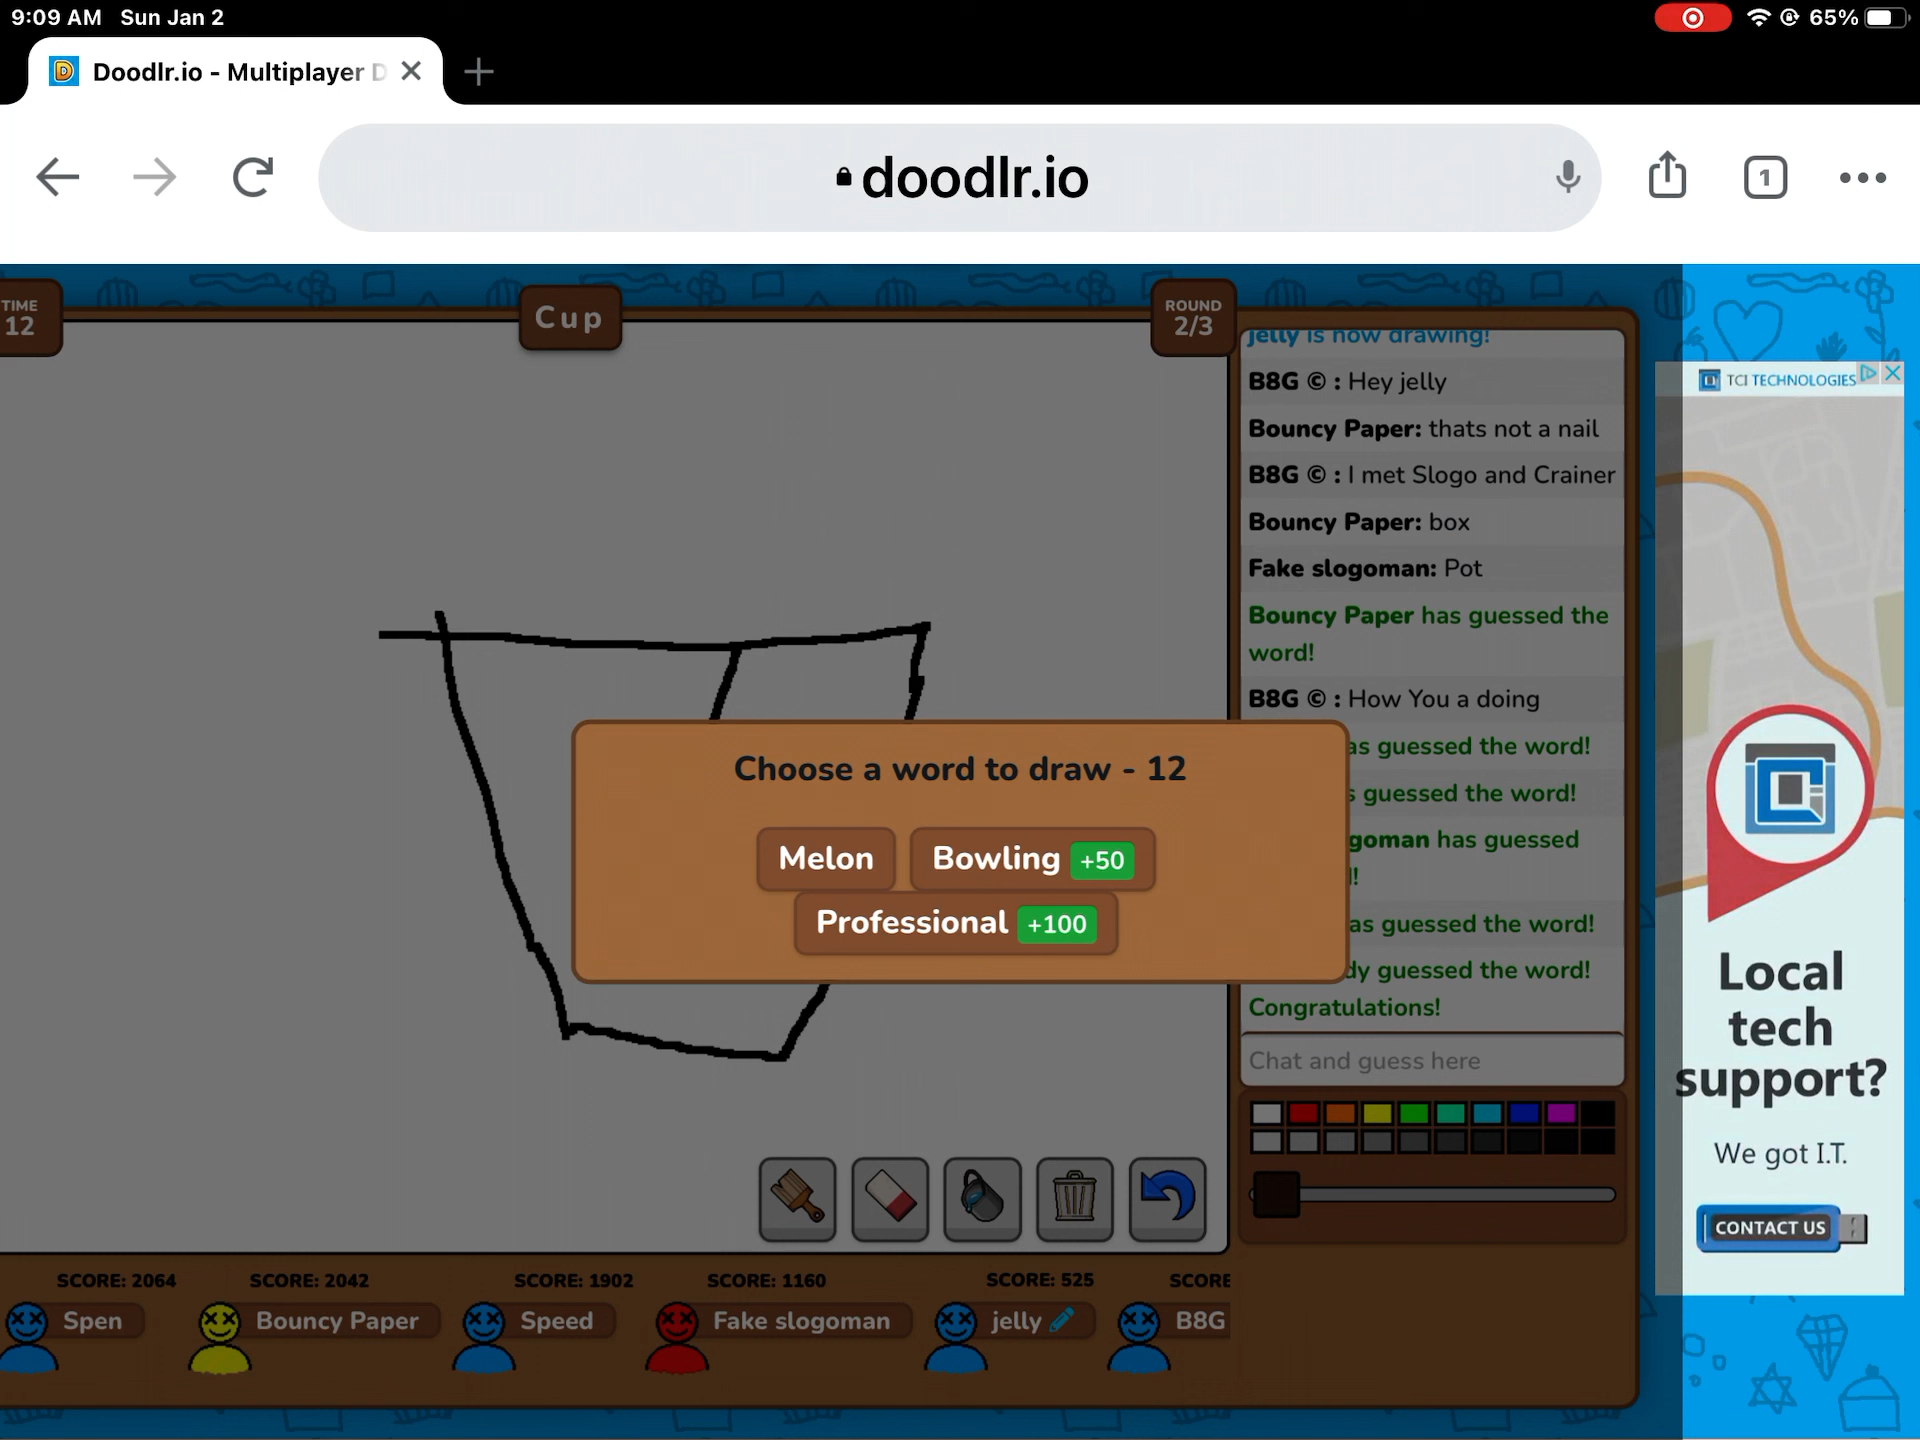 9:09 AM Sun Jan 2
65%
Doodlr.io - Multiplayer D
doodlr.io
1
TIME
12
Cup
ROUND
2/3
jelly is now drawing!
B8G © : Hey jelly
Bouncy Paper: thats not a nail
B8G © : I met Slogo and Crainer
Bouncy Paper: box
Fake slogoman: Pot
Bouncy Paper has guessed the
word!
B8G © : How You a doing
as guessed the word!
s guessed the word!
goman has guessed
!
as guessed the word!
dy guessed the word!
Congratulations!
Chat and guess here
Choose a word to draw - 12
Melon
Bowling +50
Professional +100
SCORE: 2064
SCORE: 2042
SCORE: 1902
SCORE: 1160
SCORE: 525
SCORE
Spen
Bouncy Paper
Speed
Fake slogoman
jelly
B8G
TCI TECHNOLOGIES
Local
tech
support?
We got I.T.
CONTACT US